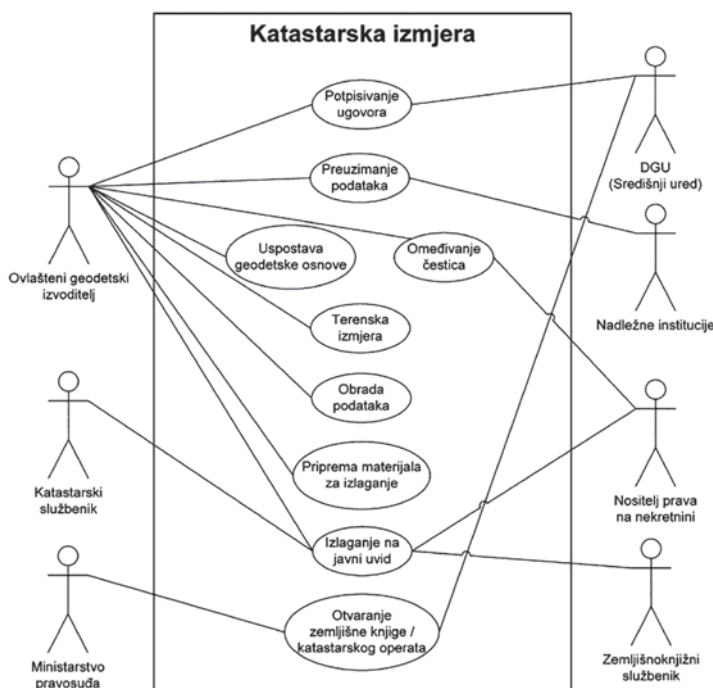 Katastarska izmjera
Potpisivanje
ugovora
DGU
(Središnji ured)
Preuzimanje
podataka
Ovlašteni geodetski
izvoditelj
Uspostava
geodetske osnove
Omeđivanje
čestica
Nadležne institucije
Terenska
izmjera
Obrada
podataka
Katastarski
službenik
Nositelj prava
na nekretnini
Priprema materijala
za izlaganje
Izlaganje na
javni uvid
Otvaranje
zemljišne knjige /
katastarskog operata
Ministarstvo
pravosuđa
Zemljišnoknjižni
službenik